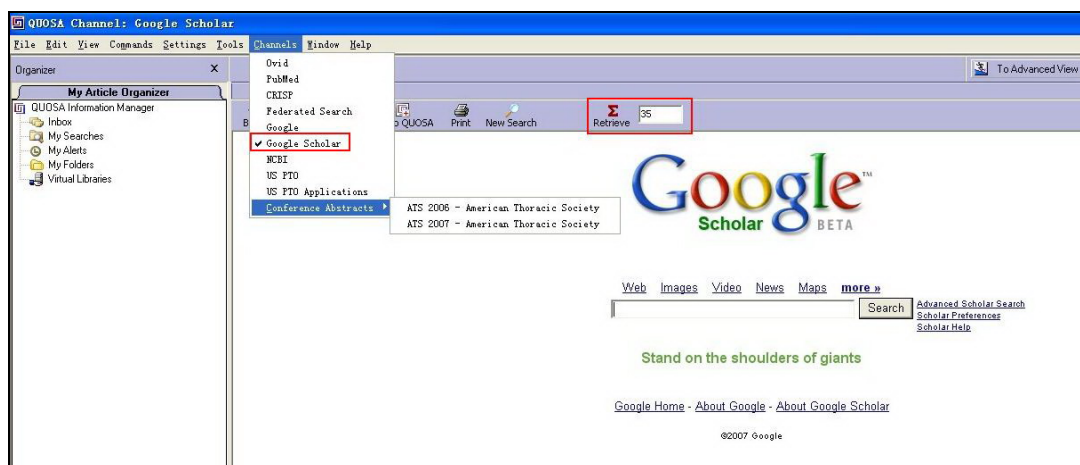 QUOSA Channel: Google Scholar
File Edit View Commands Settings Tools Channels Window Help
Organizer X
To Advanced View
My Article Organizer
QUOSA Information Manager
Inbox
My Searches
My Alerts
My Folders
Virtual Libraries
Ovid
PubMed
CRISP
Federated Search
Google
Google Scholar
NCBI
US PTO
US PTO Applications
Conference Abstracts
ATS 2006 - American Thoracic Society
ATS 2007 - American Thoracic Society
QUOSA Print New Search Retrieve 35
Google™
Scholar BETA
Web Images Video News Maps more »
Search
Advanced Scholar Search
Scholar Preferences
Scholar Help
Stand on the shoulders of giants
Google Home - About Google - About Google Scholar
©2007 Google